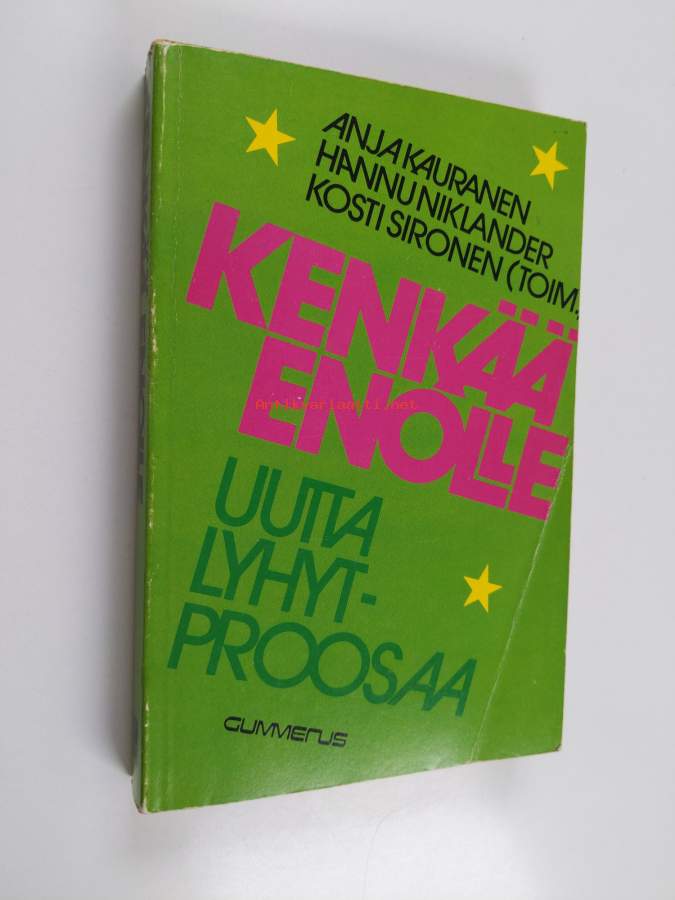 ANJA KAURANEN
HANNU NIKLANDER
KOSTI SIRONEN (TOIM.)
KENKÄÄ
ENOLLE
Antikvariaatti.net
UUTTA
LYHYT-
PROOSAA
GUMMERUS